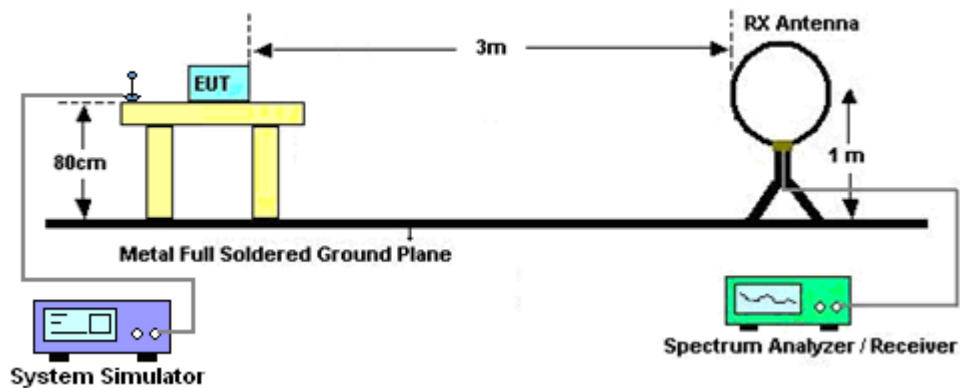 RX Antenna
3m
EUT
80cm
1 m
Metal Full Soldered Ground Plane
Spectrum Analyzer / Receiver
System Simulator